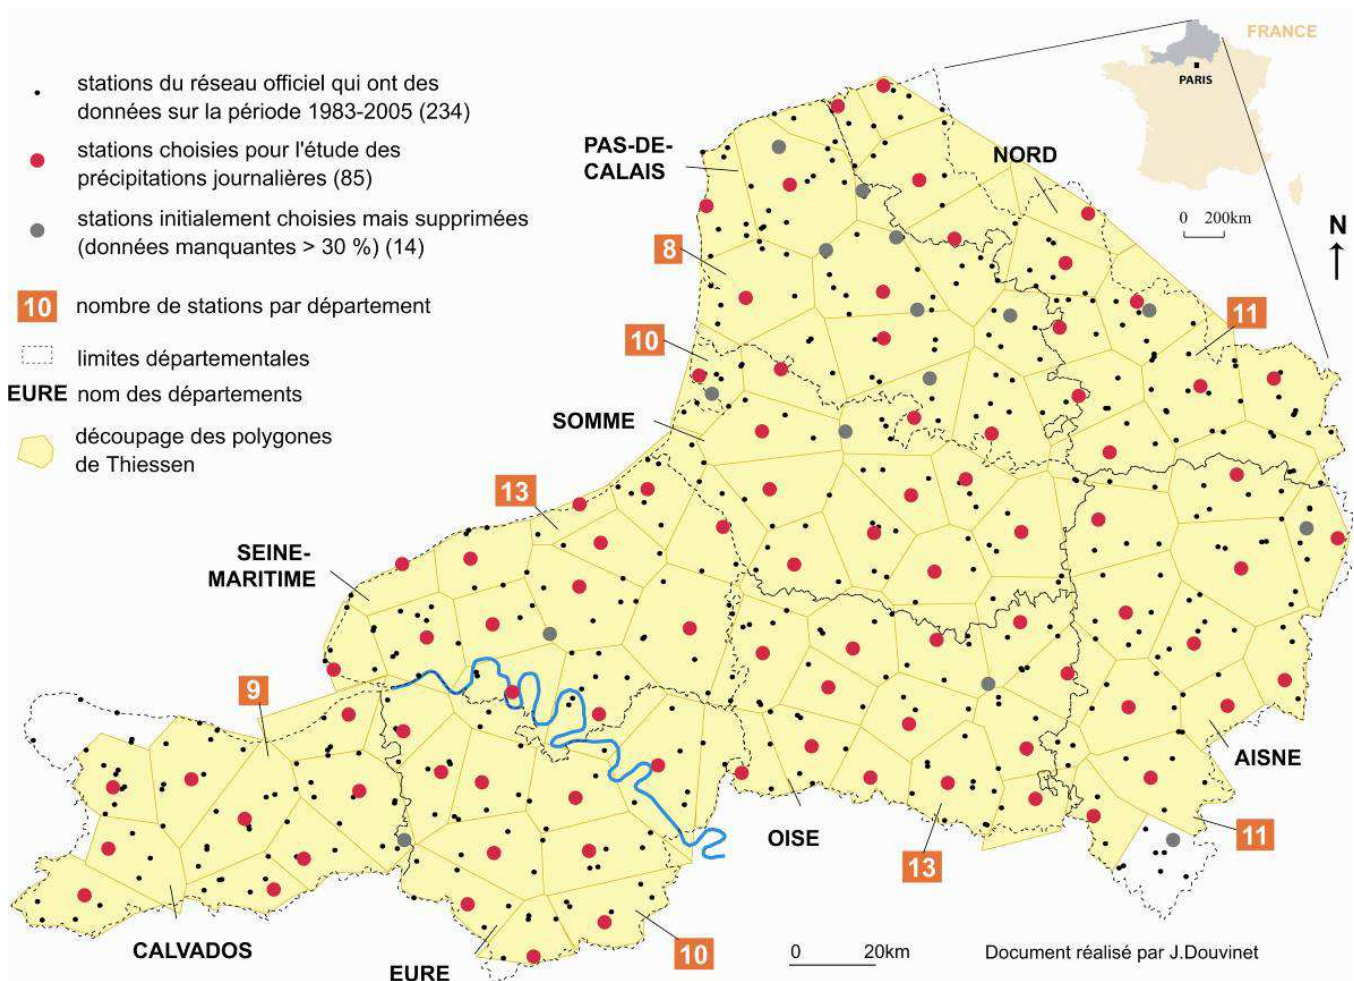 stations du réseau officiel qui ont des
données sur la période 1983-2005 (234)
stations choisies pour l'étude des
précipitations journalières (85)
stations initialement choisies mais supprimées
(données manquantes > 30 %) (14)
10 nombre de stations par département
limites départementales
EURE nom des départements
découpage des polygones
de Thiessen
FRANCE
PARIS
0 200km
N
PAS-DE-
CALAIS
NORD
8
10
11
SOMME
13
SEINE-
MARITIME
9
AISNE
OISE
11
13
CALVADOS
EURE
10
0 20km
Document réalisé par J.Douvinet